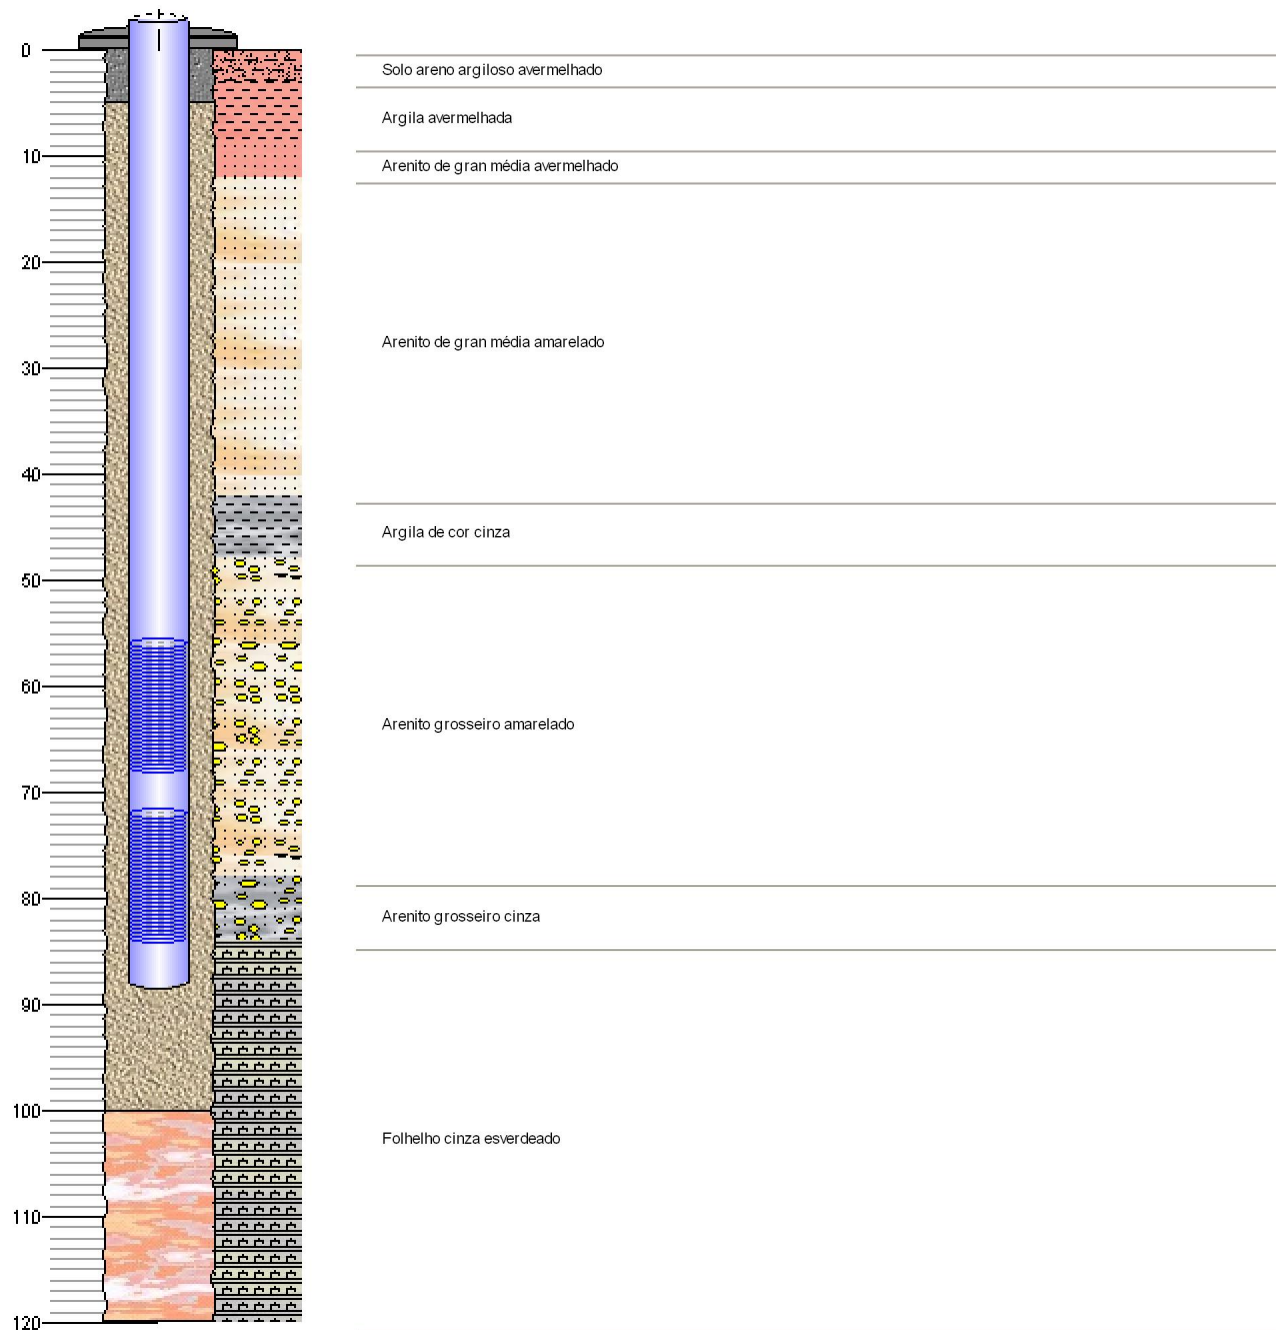 0
Solo areno argiloso avermelhado
Argila avermelhada
10
Arenito de gran média avermelhado
20
Arenito de gran média amarelado
30
40
Argila de cor cinza
50
60
Arenito grosseiro amarelado
70
80
Arenito grosseiro cinza
90
100
Folhelho cinza esverdeado
110
120